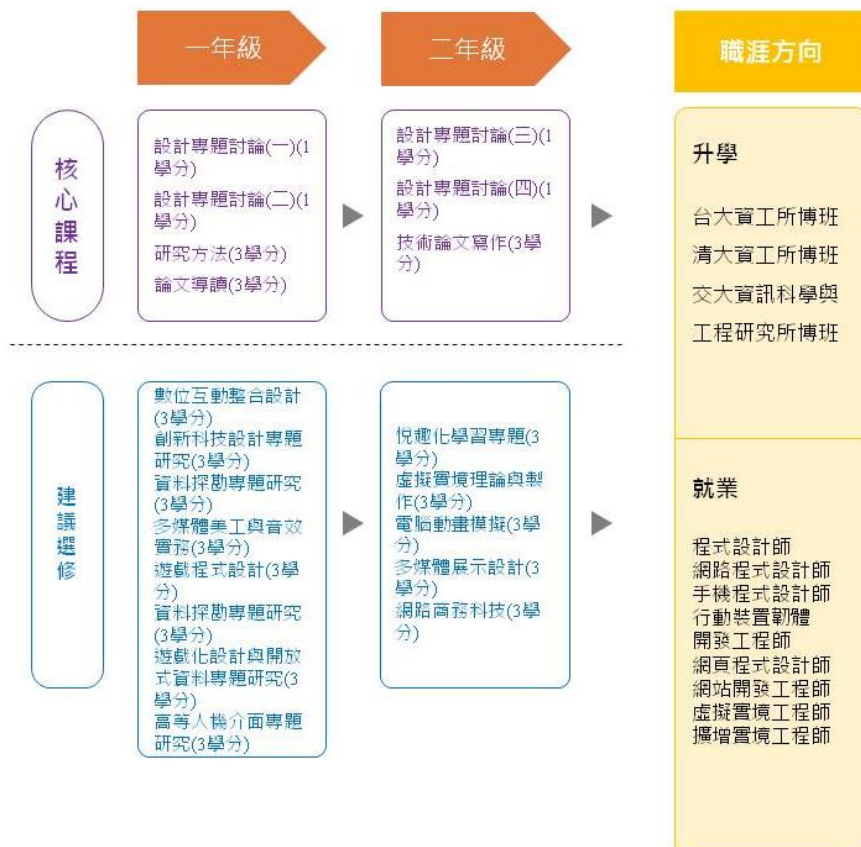 一年級
二年級
職涯方向
核
心
課
程
設計專題討論(一)(1
學分)
設計專題討論(二)(1
學分)
研究方法(3學分)
論文導讀(3學分)
設計專題討論(三)(1
學分)
設計專題討論(四)(1
學分)
技術論文寫作(3學
分)
升學
台大資工所博班
清大資工所博班
交大資訊科學與
工程研究所博班
建
議
選
修
數位互動整合設計
(3學分)
創新科技設計專題
研究(3學分)
資料探勘專題研究
(3學分)
多媒體美工與音效
實務(3學分)
遊戲程式設計(3學
分)
資料探勘專題研究
(3學分)
遊戲化設計與開放
式資料專題研究(3
學分)
高等人機介面專題
研究(3學分)
悅趣化學習專題(3
學分)
虛擬實境理論與製
作(3學分)
電腦動畫模擬(3學
分)
多媒體展示設計(3
學分)
網路商務科技(3學
分)
就業
程式設計師
網路程式設計師
手機程式設計師
行動裝置韌體
開發工程師
網頁程式設計師
網站開發工程師
虛擬實境工程師
擴增實境工程師